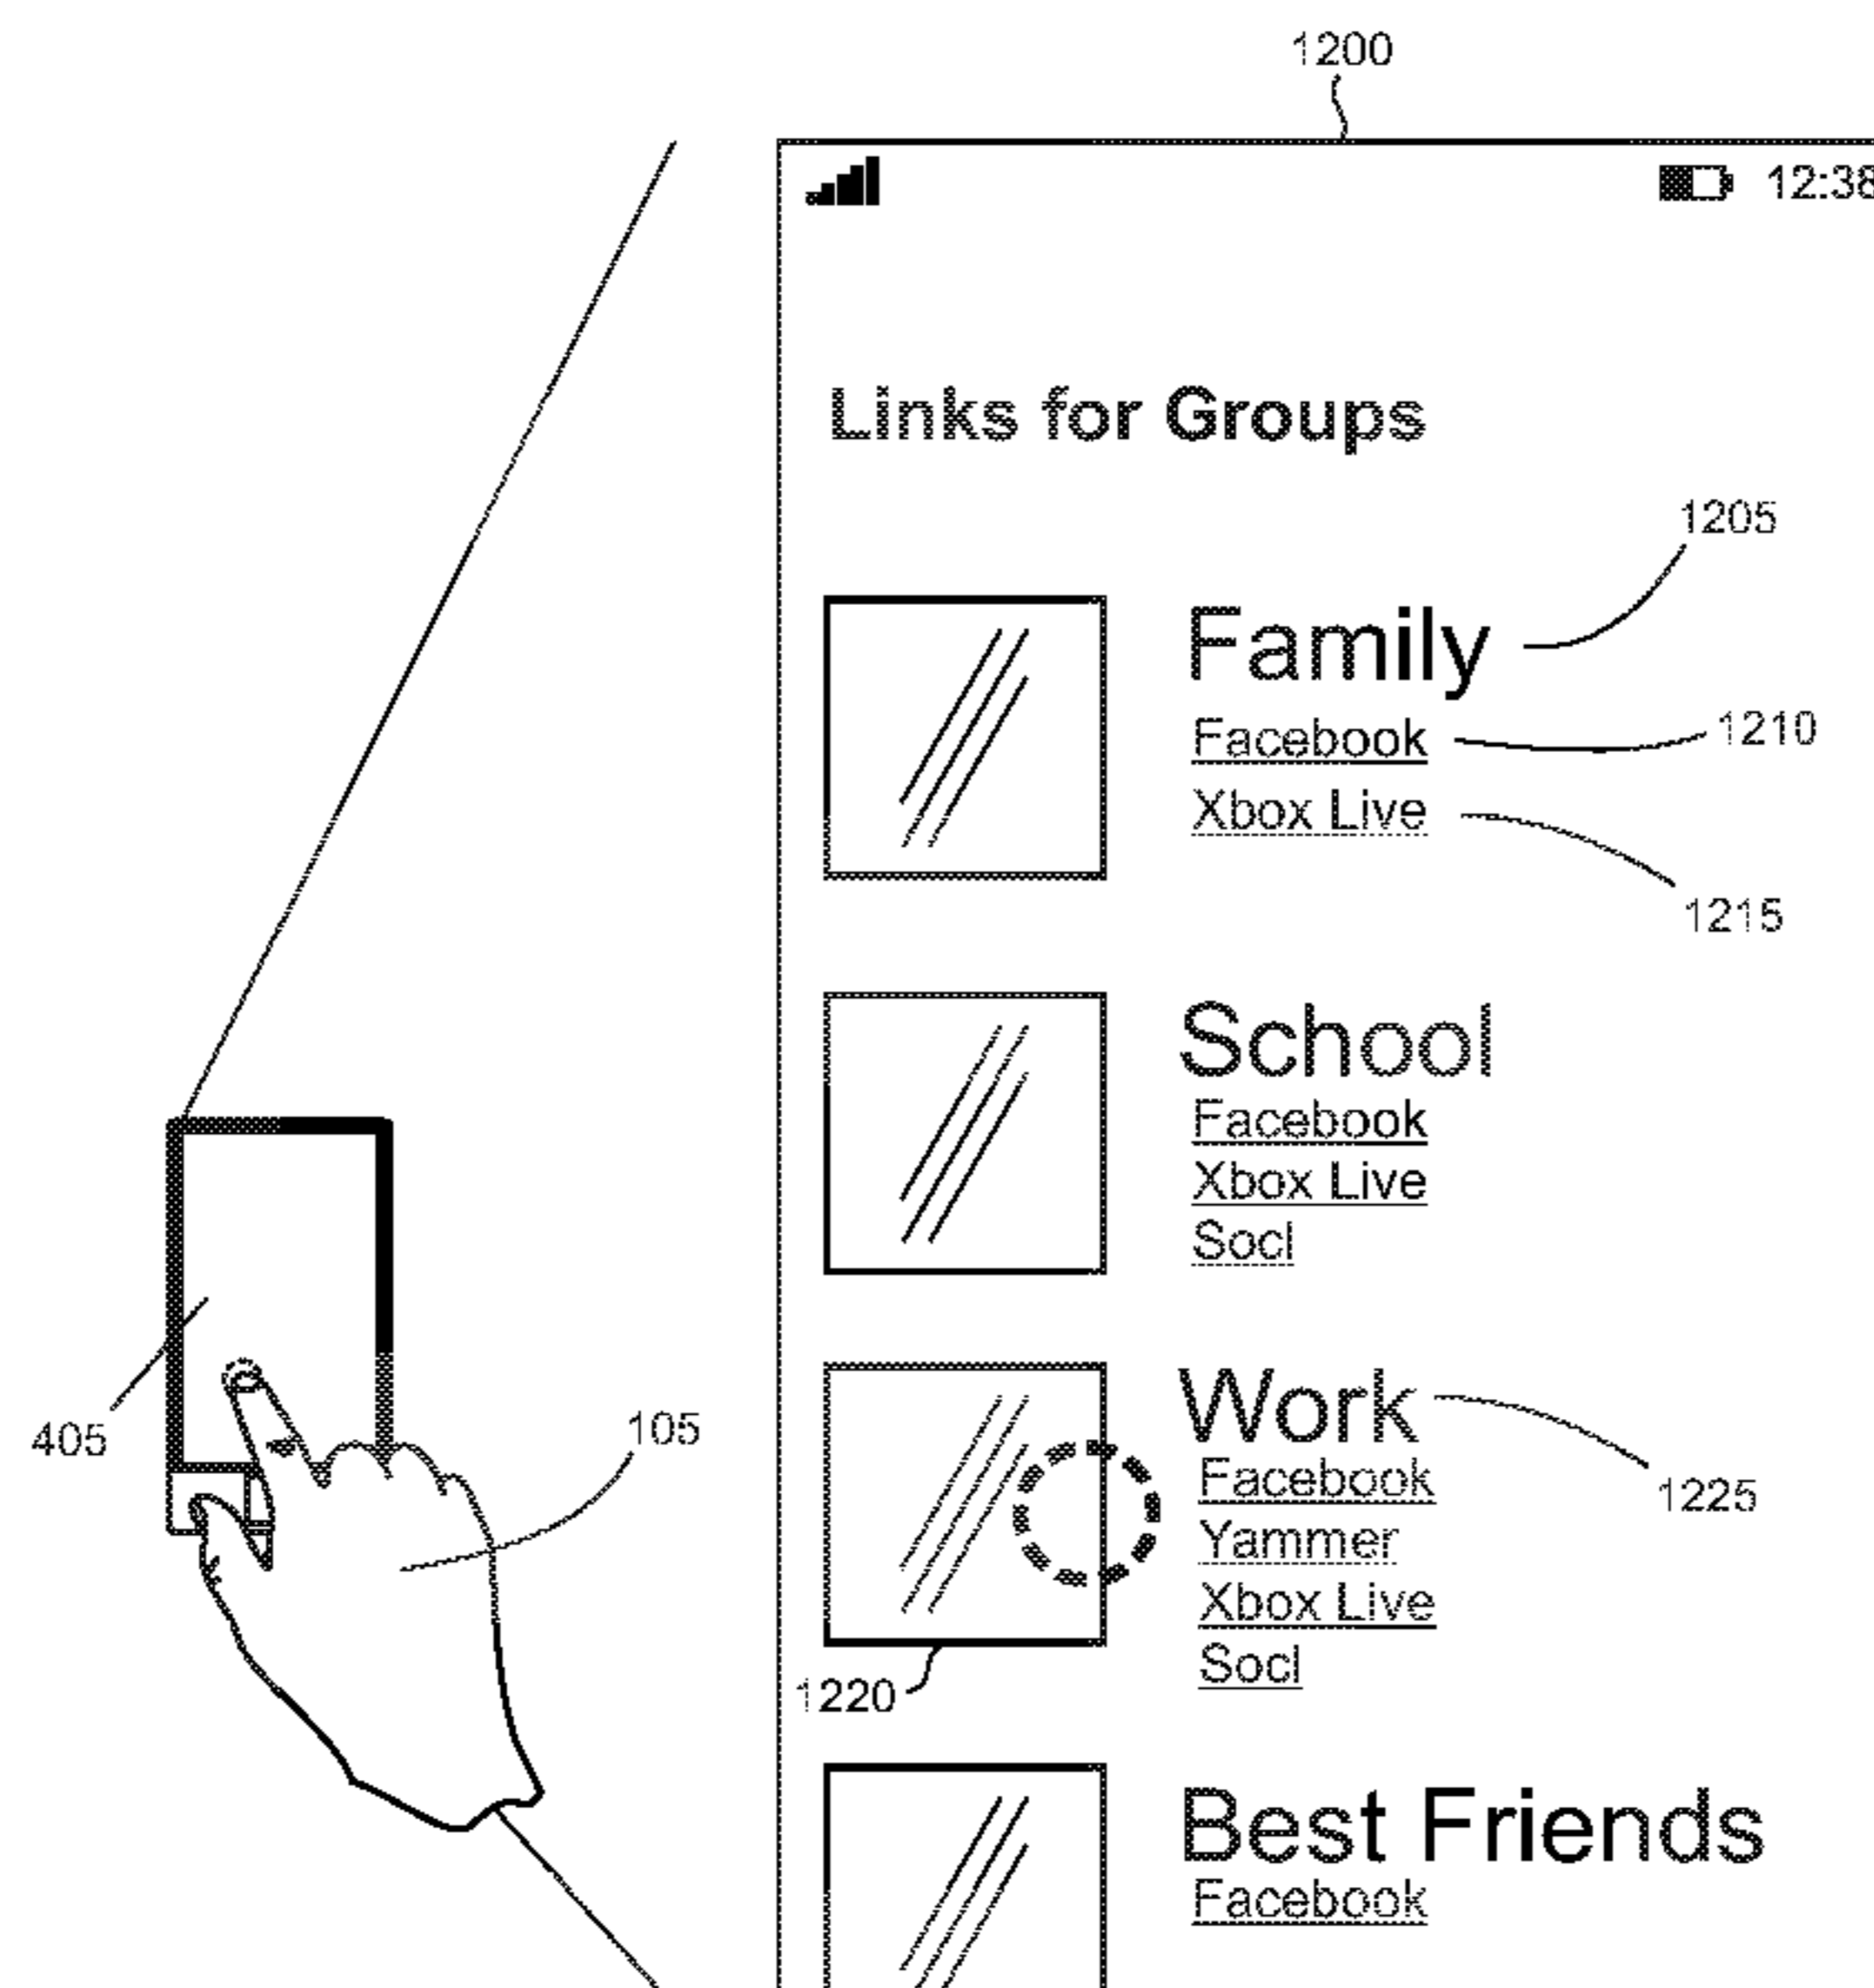 1200
12:38
Links for Groups
1205
Family
Facebook
1210
Xbox Live
1215
School
Facebook
Xbox Live
Socl
405
105
Work
1225
Facebook
Yammer
Xbox Live
Socl
1220
Best Friends
Facebook